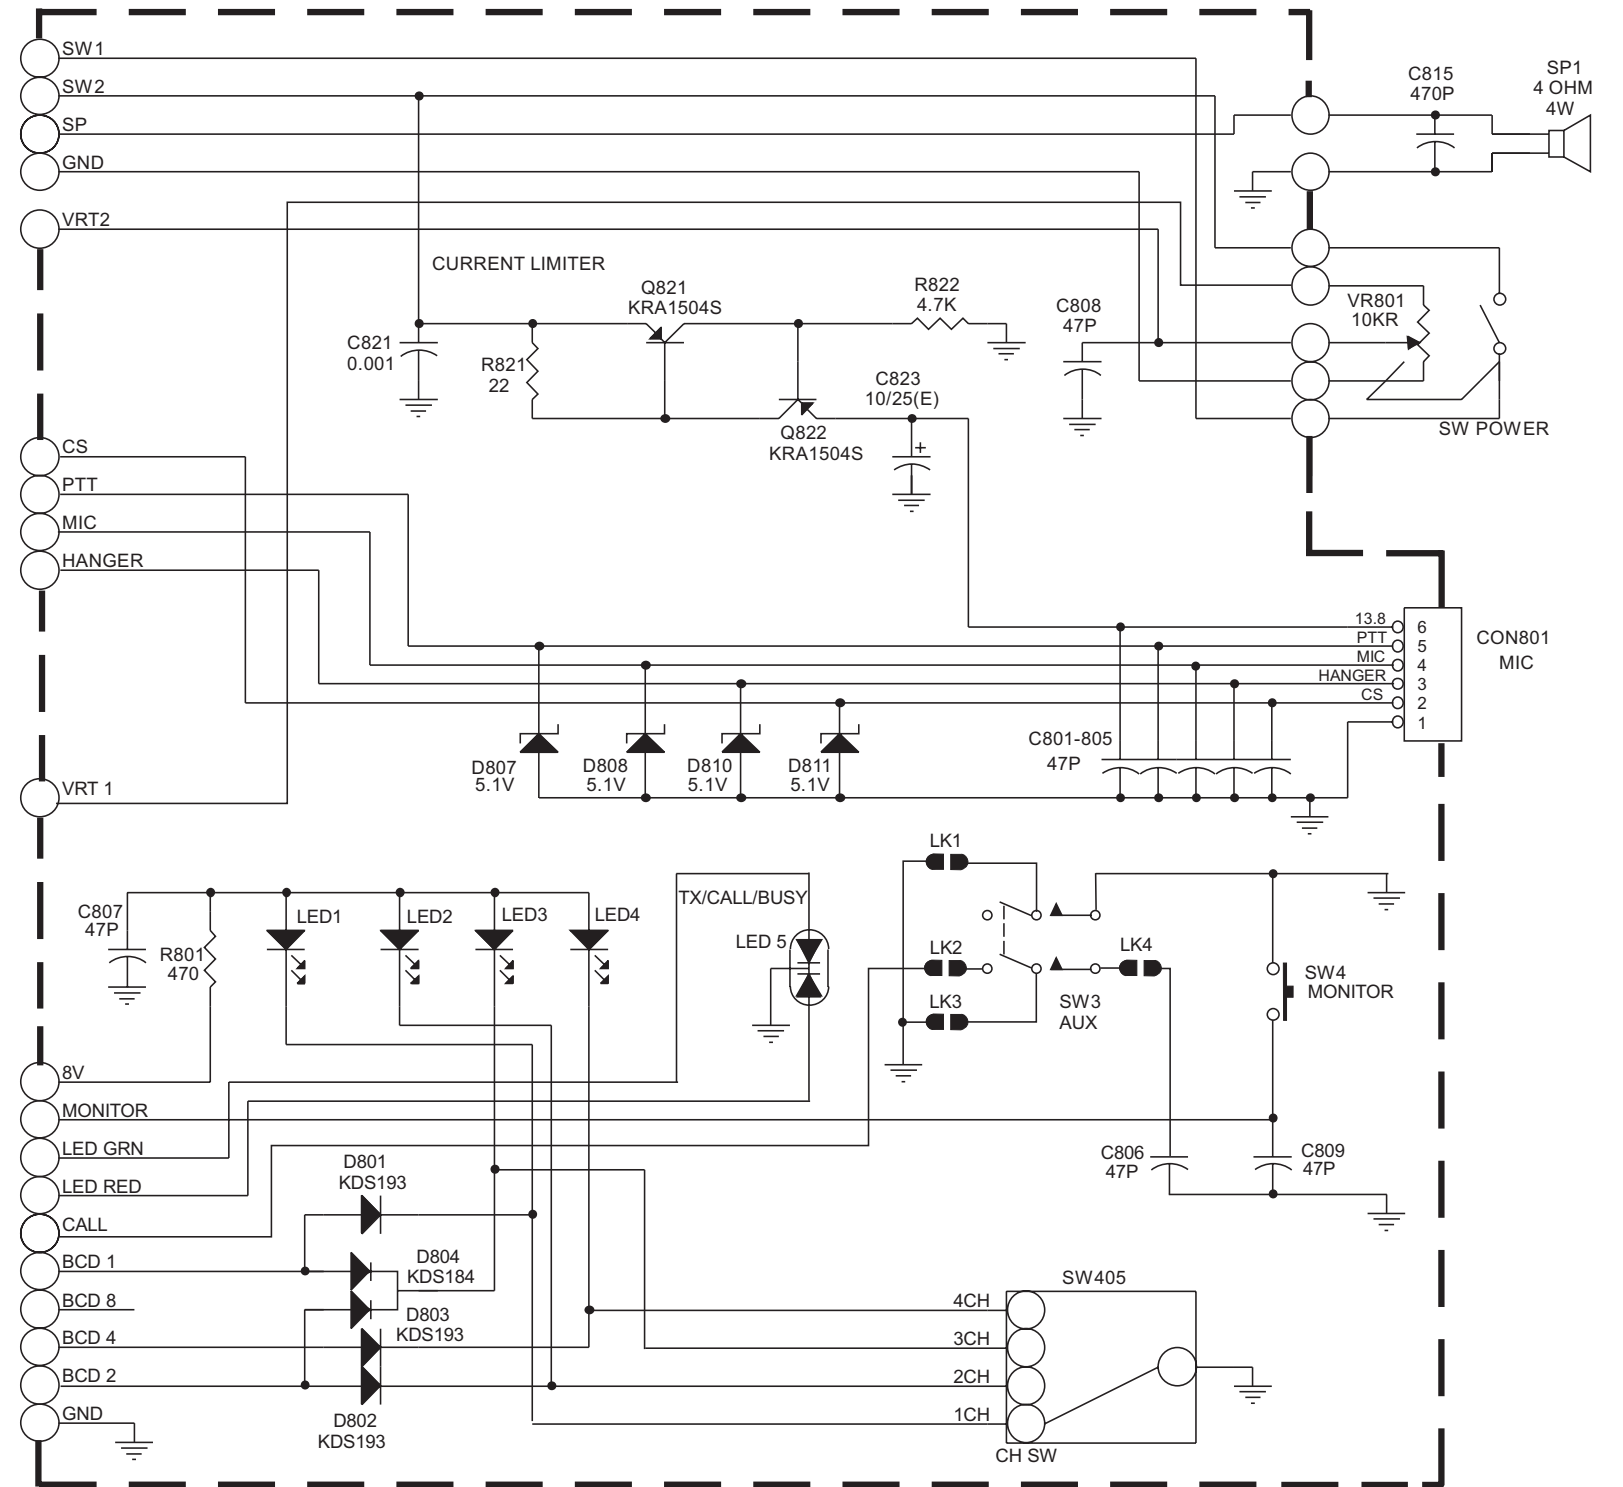 SW1
SW2
SP
GND
VRT2
C815
470P
SP1
4 OHM
4W
CURRENT LIMITER
Q821
KRA1504S
R822
4.7K
C821
0.001
R821
22
C823
10/25(E)
Q822
KRA1504S
+
C808
47P
VR801
10KR
SW POWER
CS
PTT
MIC
HANGER
13.8
PTT
MIC
HANGER
CS
6
5
4
3
2
1
CON801
MIC
D807
5.1V
D808
5.1V
D810
5.1V
D811
5.1V
C801-805
47P
VRT 1
C807
47P
R801
470
LED1
LED2
LED3
LED4
TX/CALL/BUSY
LED 5
LK1
LK2
LK3
LK4
SW3
AUX
SW4
MONITOR
8V
MONITOR
LED GRN
LED RED
CALL
BCD 1
BCD 8
BCD 4
BCD 2
GND
D801
KDS193
D804
KDS184
D803
KDS193
D802
KDS193
C806
47P
C809
47P
SW405
4CH
3CH
2CH
1CH
CH SW